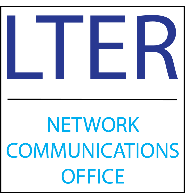 LTER
NETWORK
COMMUNICATIONS
OFFICE